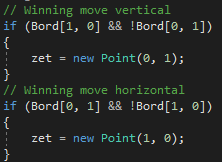 // Winning move vertical
if (Bord[1, 0] && !Bord[0, 1])
{
zet = new Point(0, 1);
}
// Winning move horizontal
if (Bord[0, 1] && !Bord[1, 0])
{
zet = new Point(1, 0);
}